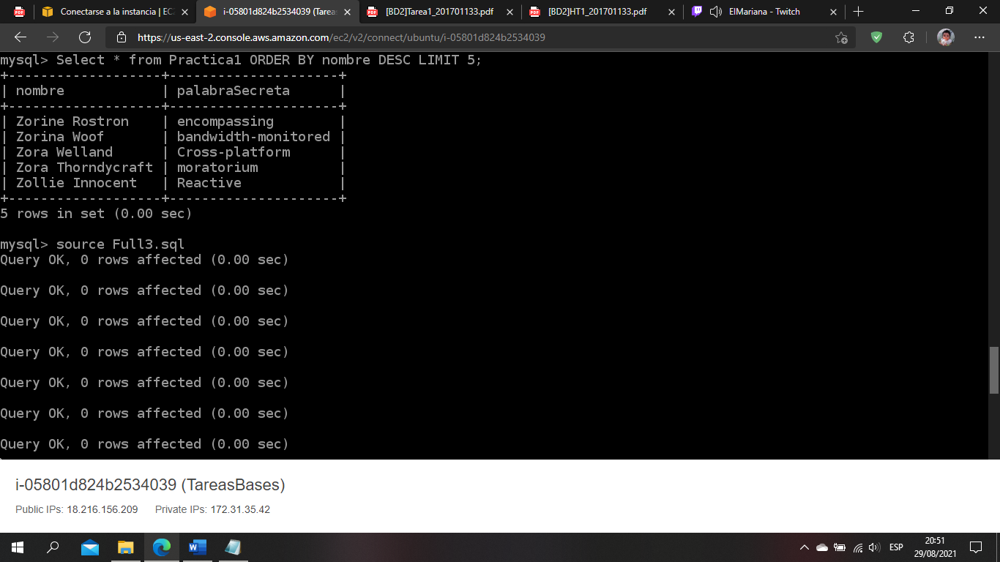 Conectarse a la instancia | EC
i-05801d824b2534039 (Tarea
[BD2]Tarea1_201701133.pdf
[BD2]HT1_201701133.pdf
ElMariana - Twitch
https://us-east-2.console.aws.amazon.com/ec2/v2/connect/ubuntu/i-05801d824b2534039
mysql> Select * from Practica1 ORDER BY nombre DESC LIMIT 5;
+-------------------+---------------------+
| nombre            | palabraSecreta      |
+-------------------+---------------------+
| Zorine Rostron    | encompassing        |
| Zorina Woof       | bandwidth-monitored |
| Zora Welland      | Cross-platform      |
| Zora Thorndycraft | moratorium          |
| Zollie Innocent   | Reactive            |
+-------------------+---------------------+
5 rows in set (0.00 sec)
mysql> source Full3.sql
Query OK, 0 rows affected (0.00 sec)
Query OK, 0 rows affected (0.00 sec)
Query OK, 0 rows affected (0.00 sec)
Query OK, 0 rows affected (0.00 sec)
Query OK, 0 rows affected (0.00 sec)
Query OK, 0 rows affected (0.00 sec)
Query OK, 0 rows affected (0.00 sec)
i-05801d824b2534039 (TareasBases)
Public IPs: 18.216.156.209 Private IPs: 172.31.35.42
ESP
20:51
29/08/2021